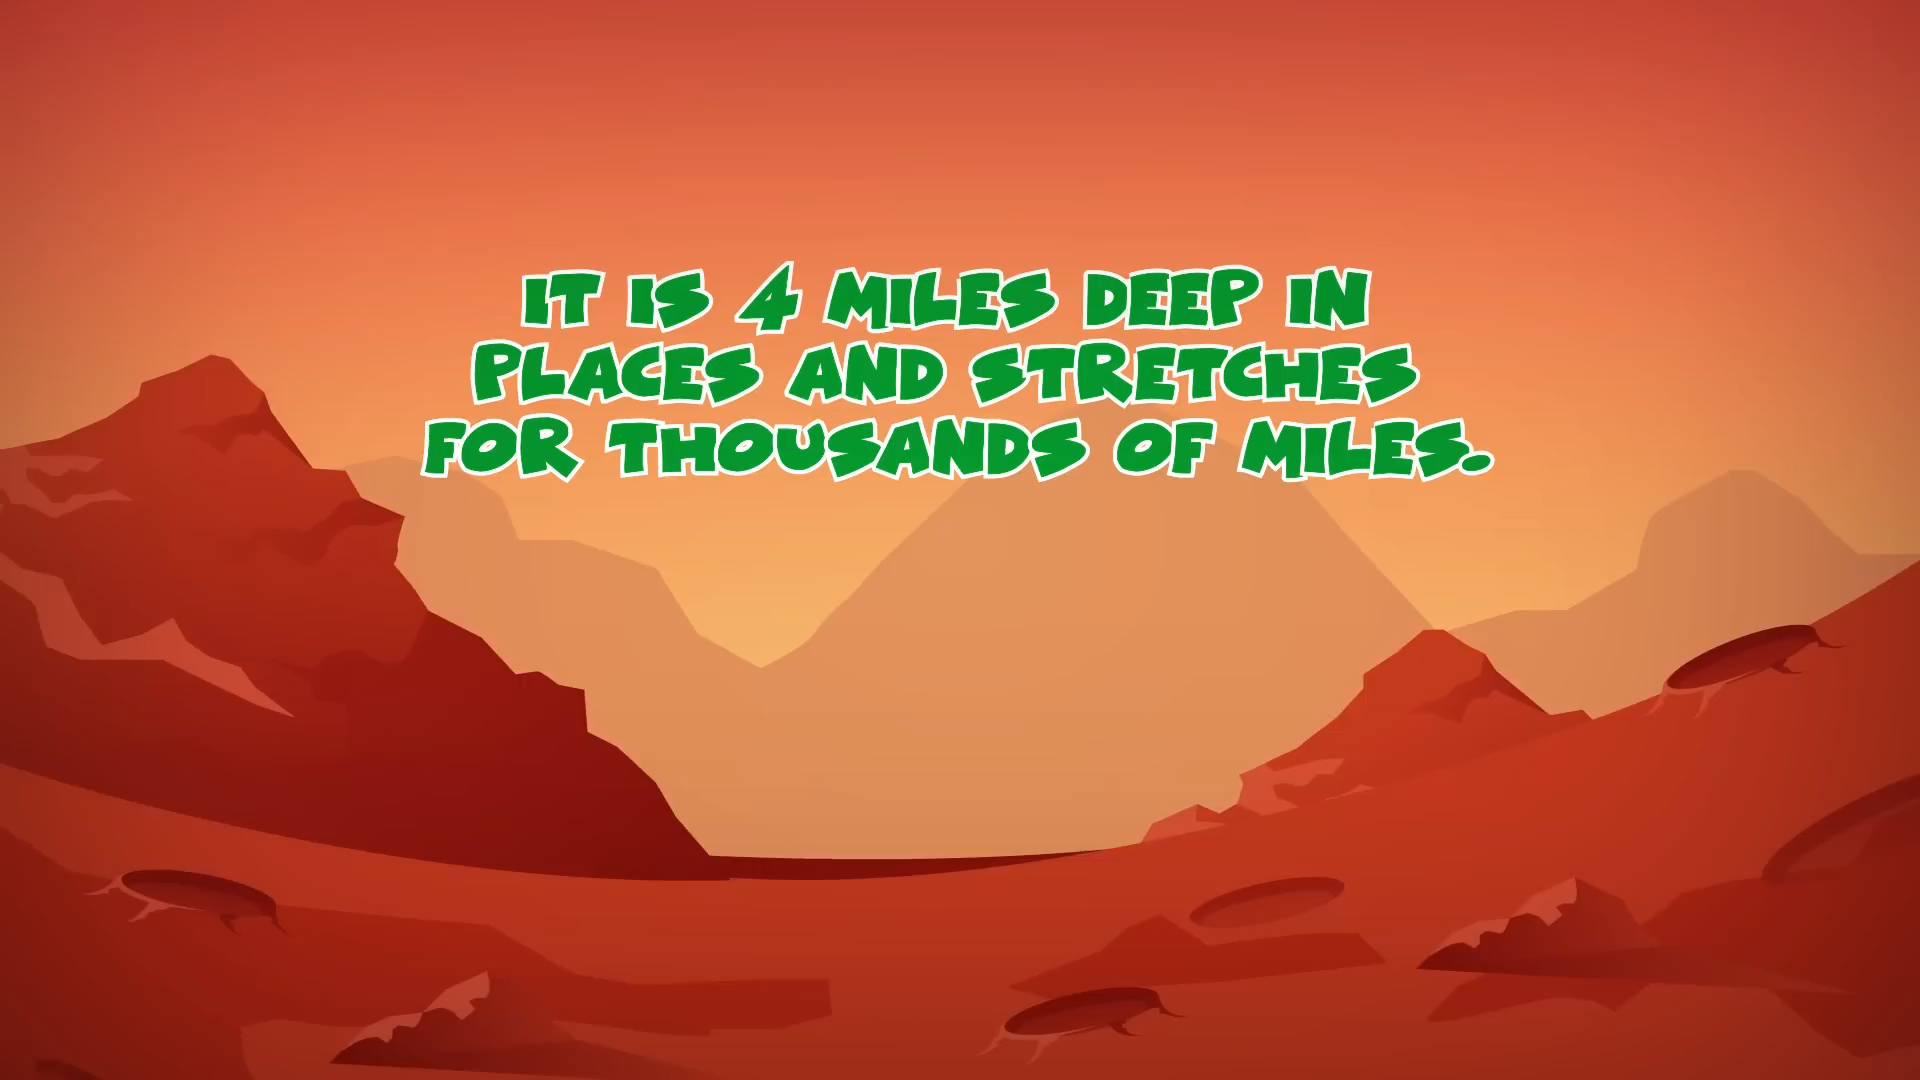 IT IS 4 MILES DEEP IN
PLACES AND STRETCHES
FOR THOUSANDS OF MILES.